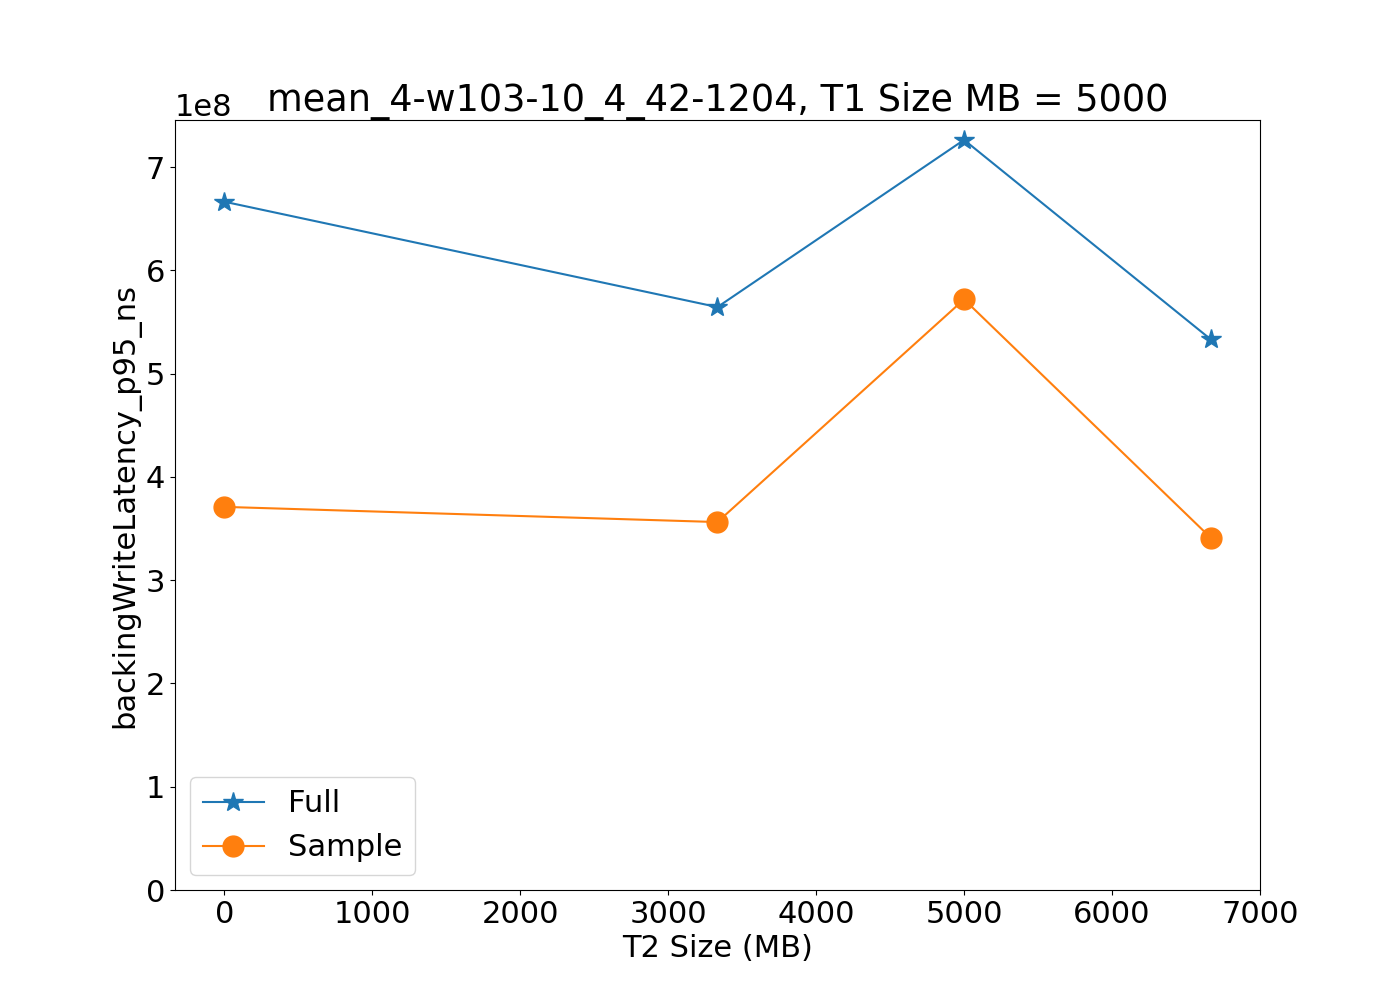 1e8
mean_4-w103-10_4_42-1204, T1 Size MB = 5000
backingWriteLatency_p95_ns
7
6
5
4
3
2
1
0
Full
Sample
0 1000 2000 3000 4000 5000 6000 7000
T2 Size (MB)